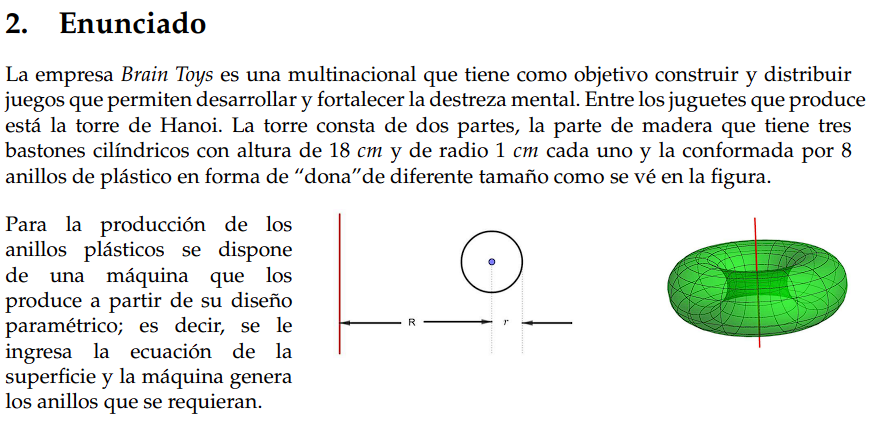 2. Enunciado
La empresa Brain Toys es una multinacional que tiene como objetivo construir y distribuir
juegos que permiten desarrollar y fortalecer la destreza mental. Entre los juguetes que produce
está la torre de Hanoi. La torre consta de dos partes, la parte de madera que tiene tres
bastones cilíndricos con altura de 18 cm y de radio 1 cm cada uno y la conformada por 8
anillos de plástico en forma de “dona”de diferente tamaño como se vé en la figura.
Para la producción de los
anillos plásticos se dispone
de una máquina que los
produce a partir de su diseño
paramétrico; es decir, se le
ingresa la ecuación de la
superficie y la máquina genera
los anillos que se requieran.
R r